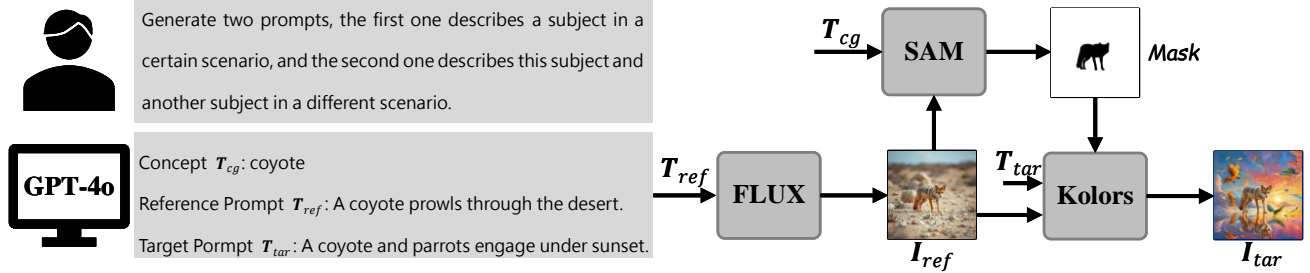 Generate two prompts, the first one describes a subject in a
certain scenario, and the second one describes this subject and
another subject in a different scenario.
GPT-4o
Concept T_cg: coyote
Reference Prompt T_ref: A coyote prowls through the desert.
Target Pormpt T_tar: A coyote and parrots engage under sunset.
T_cg
SAM
Mask
T_ref
FLUX
I_ref
T_tar
Kolors
I_tar